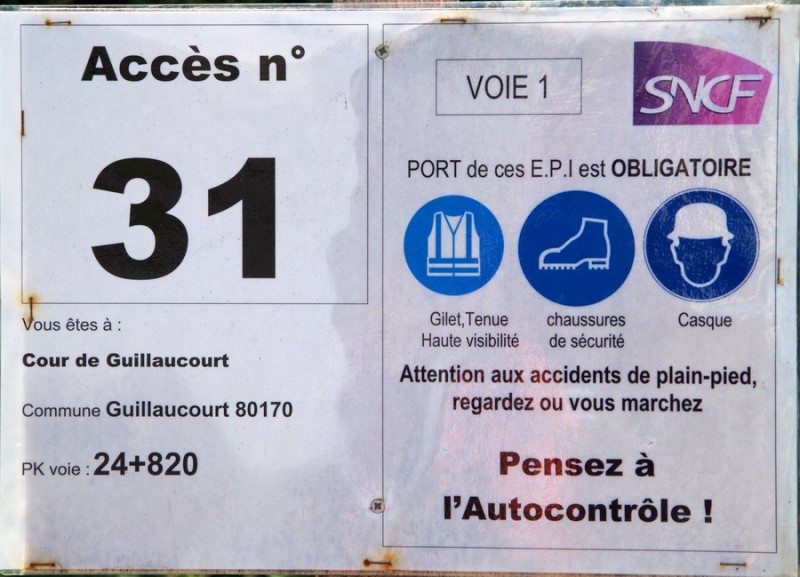 Accès n°
31
Vous êtes à :
Cour de Guillaucourt
Commune Guillaucourt 80170
PK voie : 24+820
VOIE 1
SNCF
PORT de ces E.P.I est OBLIGATOIRE
Gilet,Tenue
Haute visibilité
chaussures
de sécurité
Casque
Attention aux accidents de plain-pied,
regardez ou vous marchez
Pensez à
l'Autocontrôle !